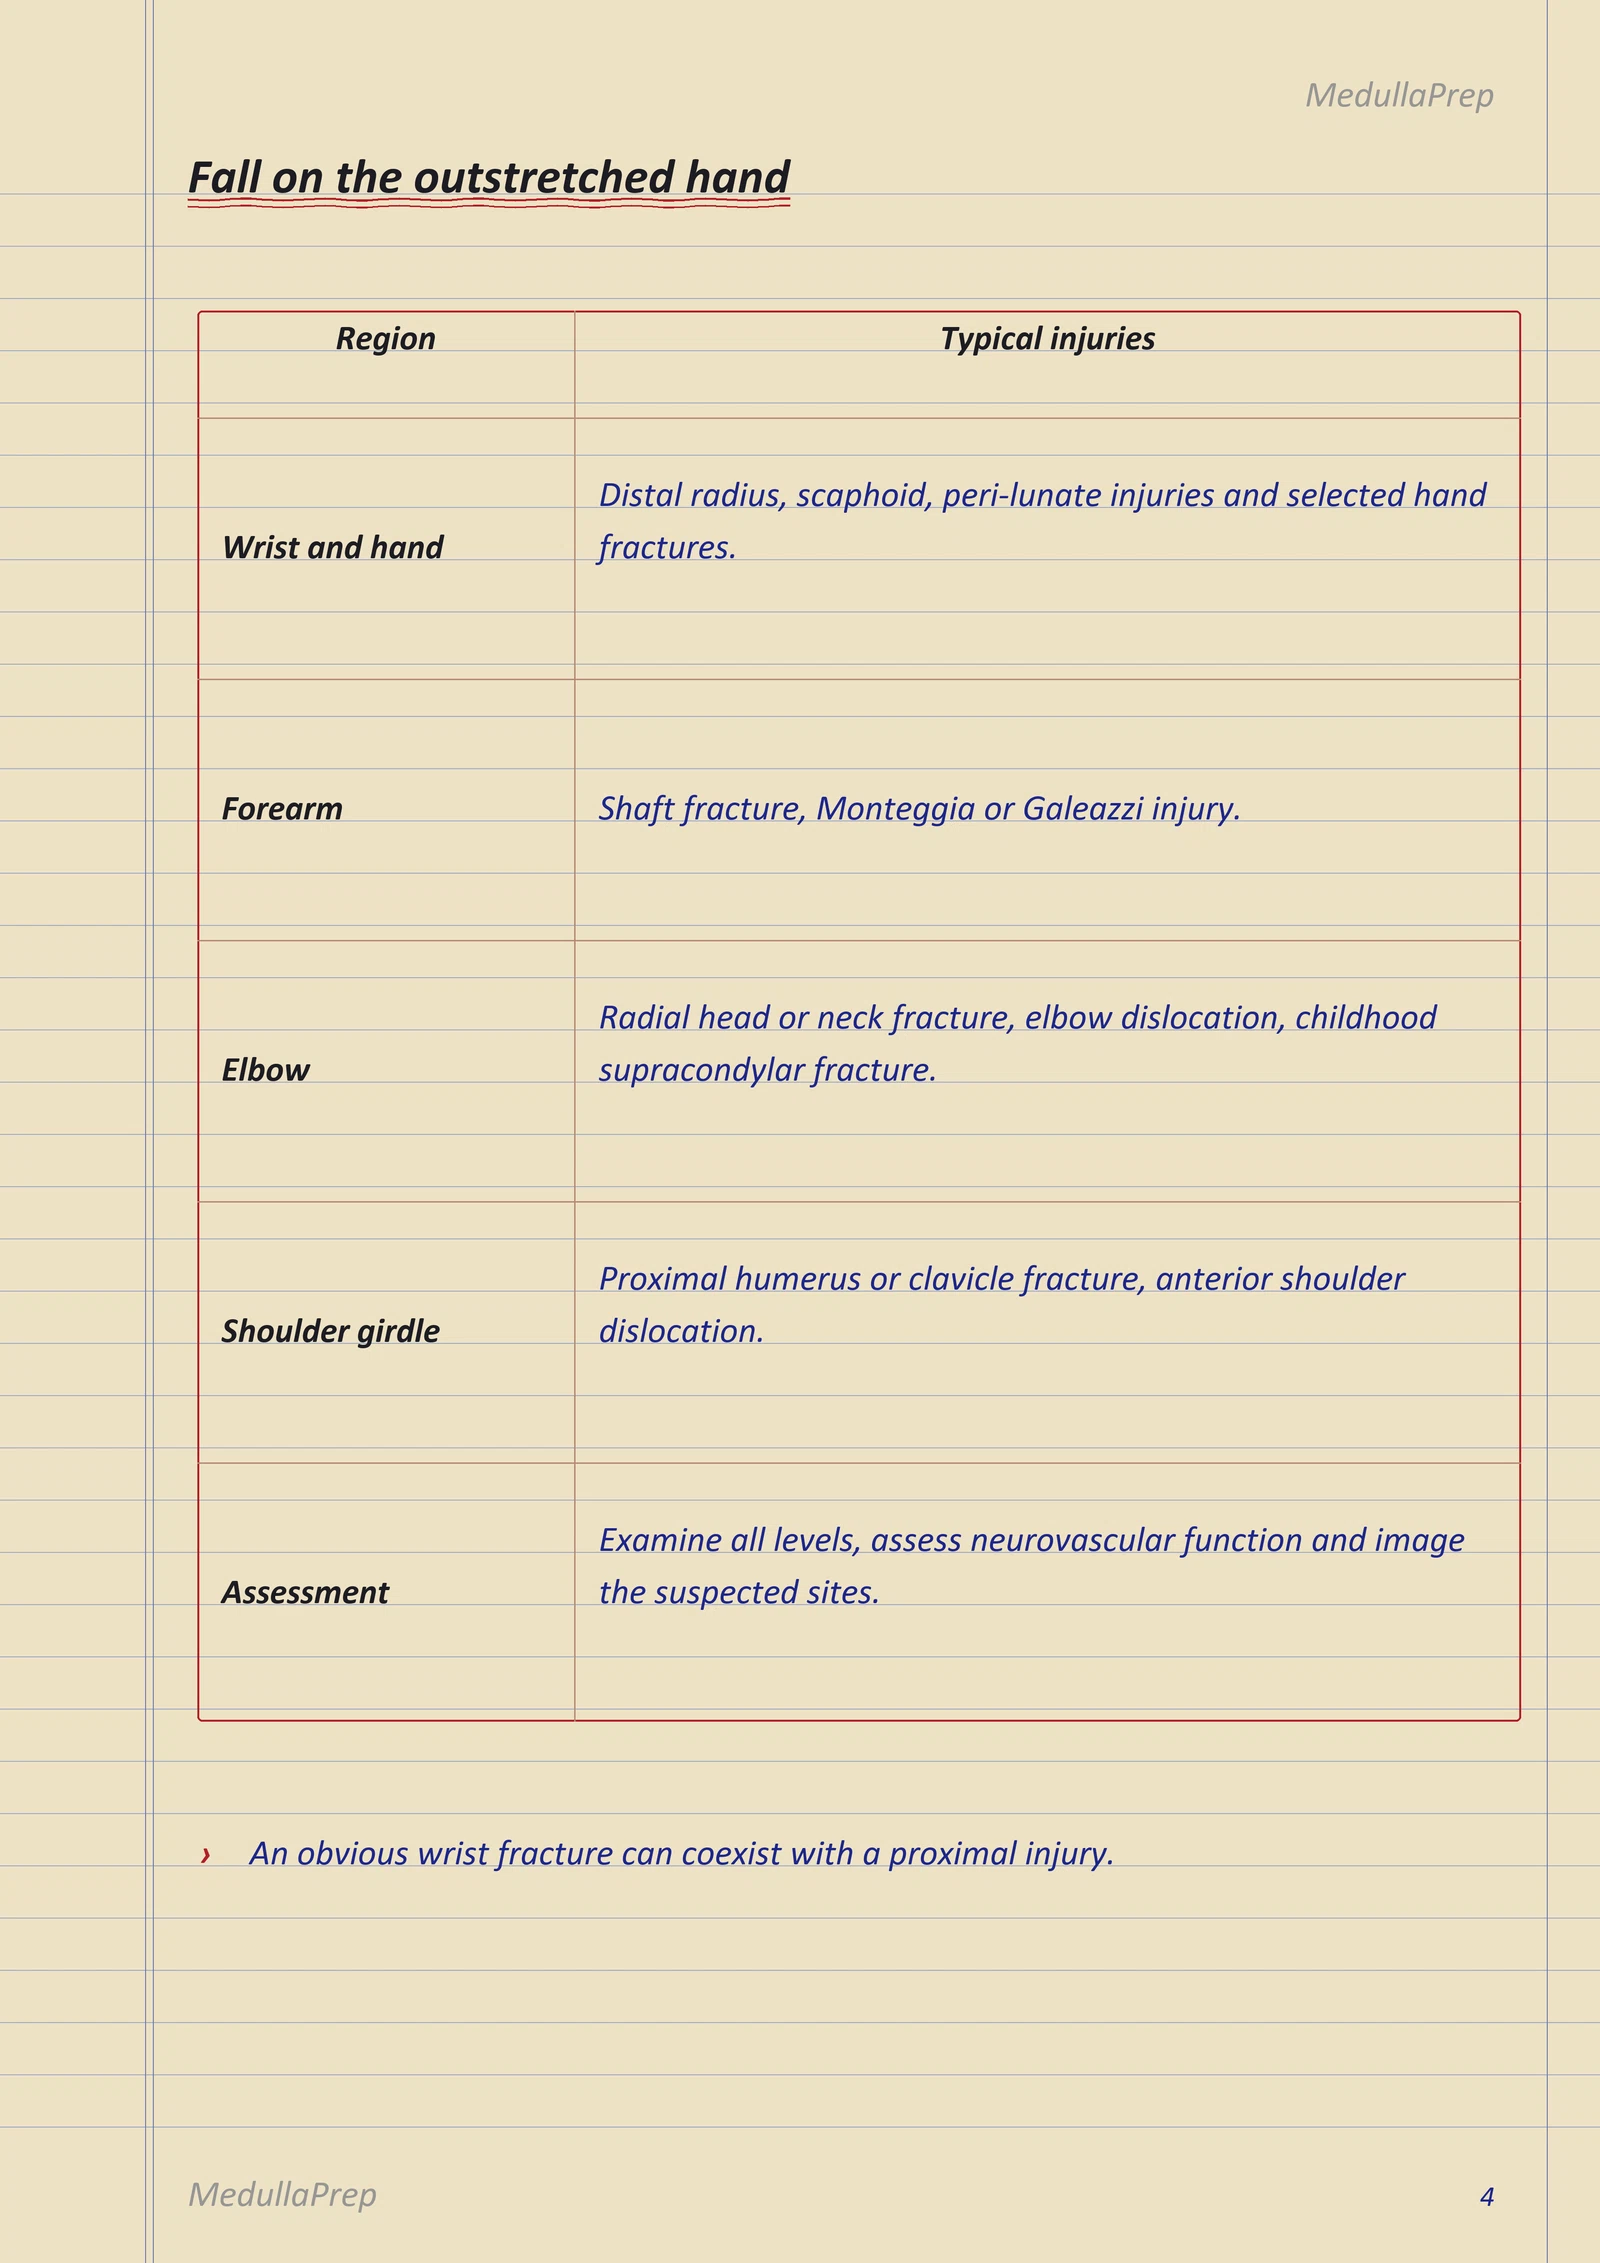 MedullaPrep
Fall on the outstretched hand
Region
Typical injuries
Wrist and hand
Distal radius, scaphoid, peri-lunate injuries and selected hand
fractures.
Forearm
Shaft fracture, Monteggia or Galeazzi injury.
Elbow
Radial head or neck fracture, elbow dislocation, childhood
supracondylar fracture.
Shoulder girdle
Proximal humerus or clavicle fracture, anterior shoulder
dislocation.
Assessment
Examine all levels, assess neurovascular function and image
the suspected sites.
› An obvious wrist fracture can coexist with a proximal injury.
MedullaPrep
4